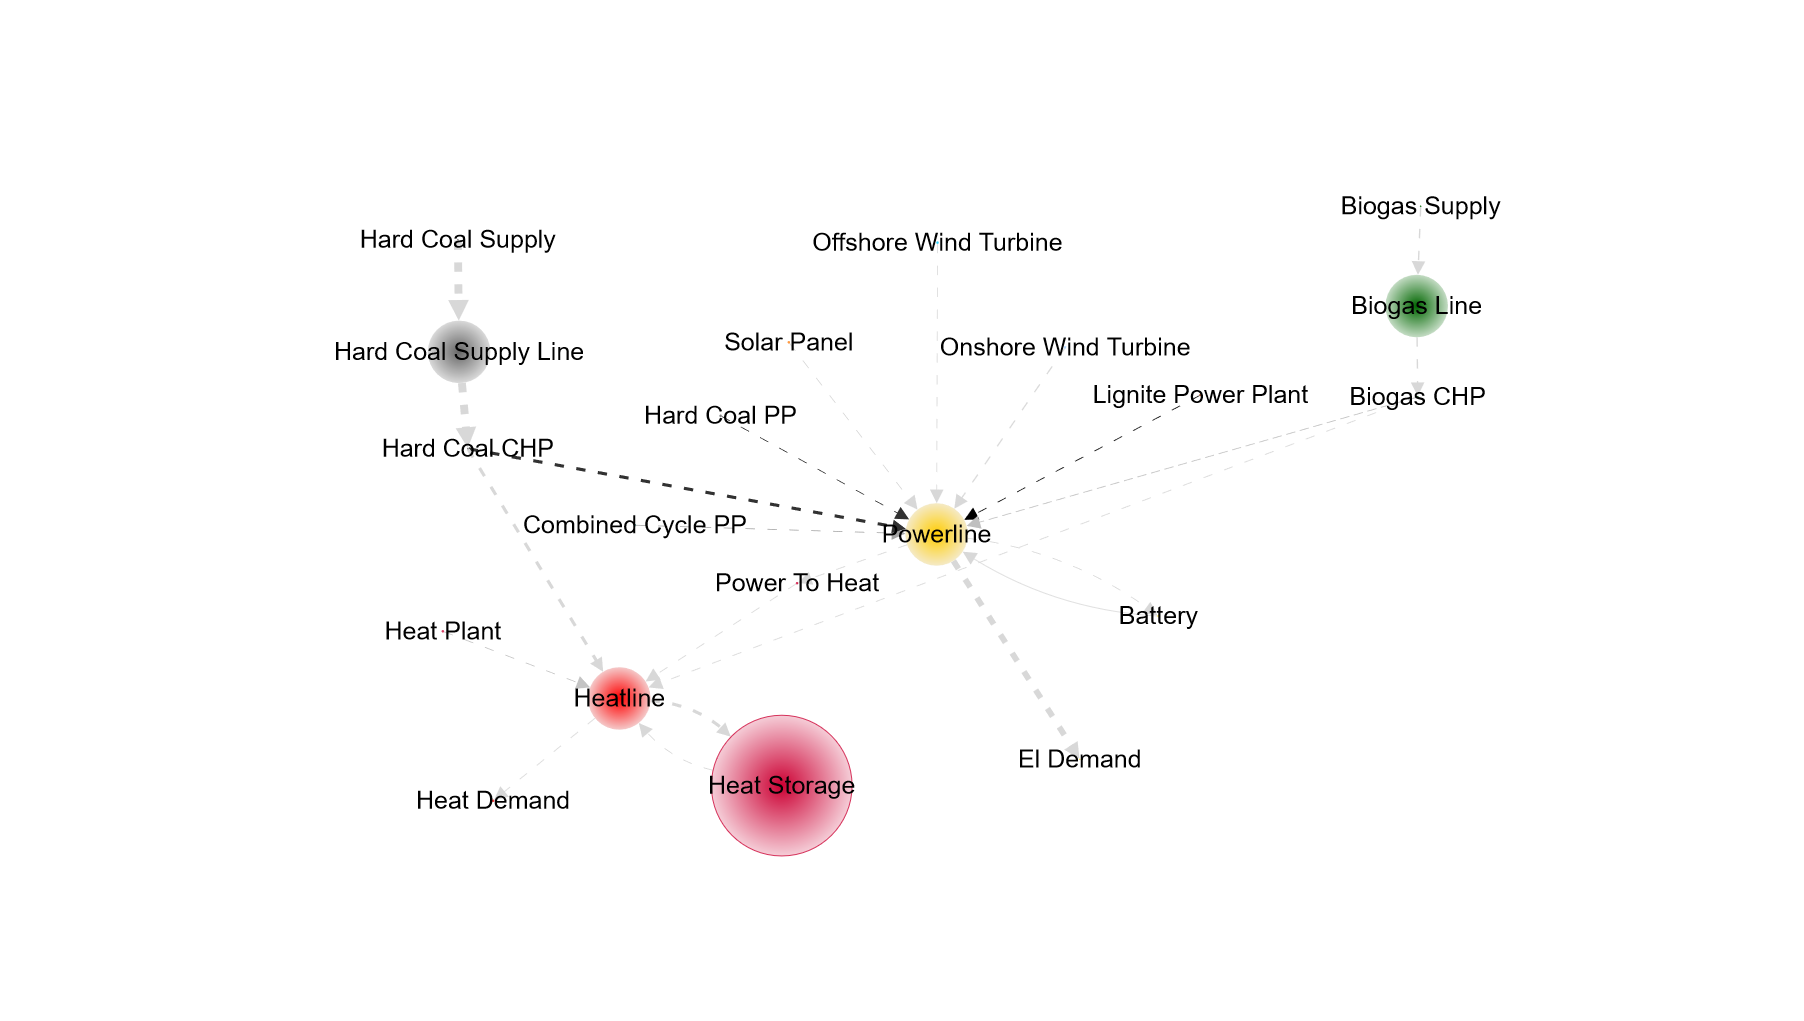 Biogas Supply
Hard Coal Supply
Offshore Wind Turbine
Biogas Line
Solar Panel
Onshore Wind Turbine
Hard Coal Supply Line
Lignite Power Plant
Biogas CHP
Hard Coal PP
Hard Coal CHP
Combined Cycle PP
Powerline
Power To Heat
Battery
Heat Plant
Heatline
El Demand
Heat Storage
Heat Demand